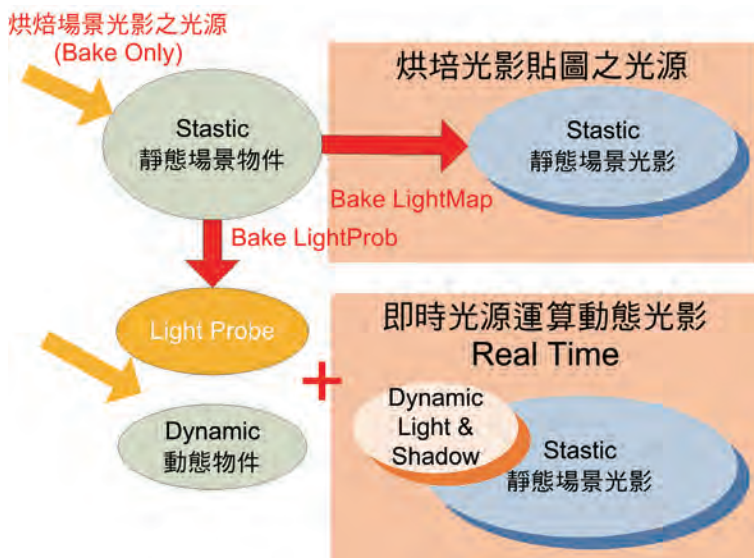 烘焙場景光影之光源
(Bake Only)
Stastic
靜態場景物件
Bake LightProb
Light Probe
Dynamic
動態物件
烘培光影貼圖之光源
Stastic
靜態場景光影
Bake LightMap
即時光源運算動態光影
Real Time
+
Dynamic
Light &
Shadow
Stastic
靜態場景光影